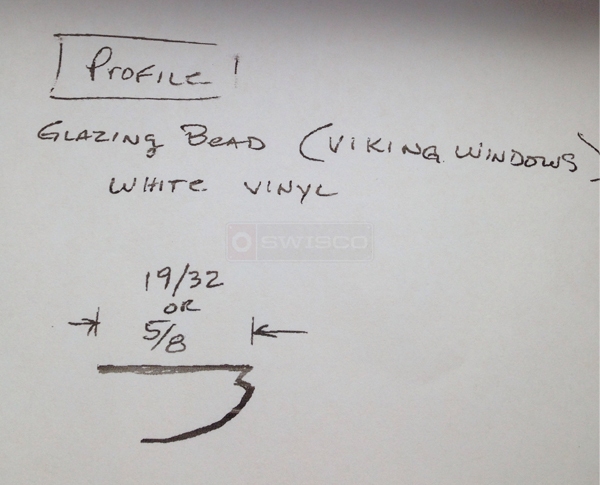 PROFILE
GLAZING BEAD (VIKING WINDOWS)
WHITE VINYL
SWISCO
19/32
OR
5/8